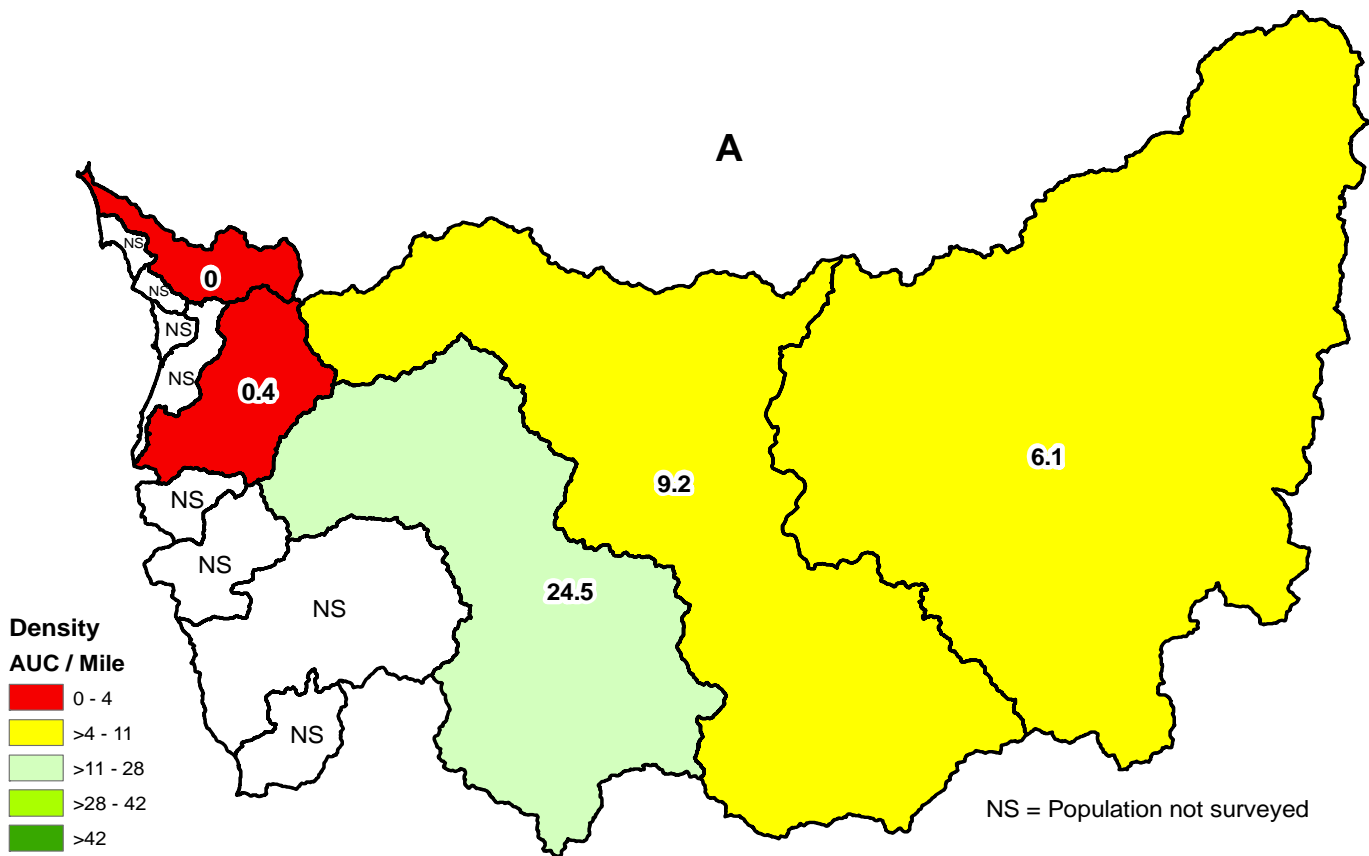 A
NS
0
NS
NS
NS
0.4
6.1
9.2
NS
NS
24.5
NS
Density
AUC / Mile
0 - 4
>4 - 11
NS
>11 - 28
>28 - 42
NS = Population not surveyed
>42